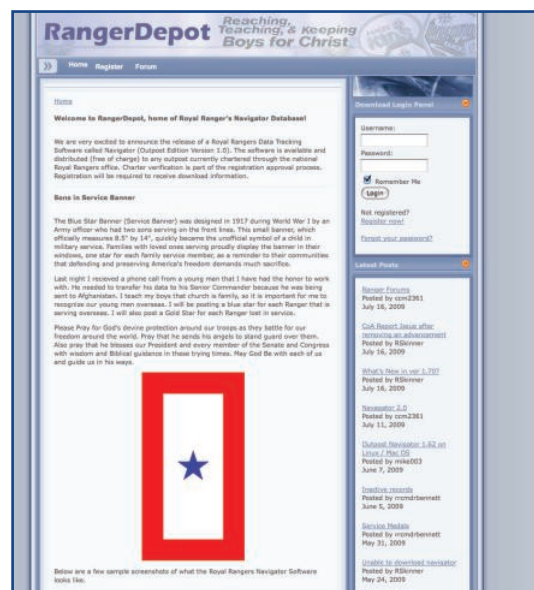 RangerDepot
Reaching,
Teaching, & Keeping
Boys for Christ
Home Register Forum
Home
Welcome to RangerDepot, home of Royal Ranger's Navigator Database!
We are very excited to announce the release of a Royal Rangers Data Tracking
Software called Navigator (Outpost Edition Version 1.0). The software is available and
distributed (free of charge) to any outpost currently chartered through the national
Royal Rangers office. Charter verification is part of the registration approval process.
Registration will be required to receive download information.
Sons in Service Banner
The Blue Star Banner (Service Banner) was designed in 1917 during World War I by an
Army officer who had two sons serving on the front lines. This small banner, which
officially measures 8.5" by 14", quickly became the unofficial symbol of a child in
military service. Families with loved ones serving proudly display the banner in their
windows, one star for each family service member, as a reminder to their communities
that defending and preserving America's freedom demands much sacrifice.
Last night I recieved a phone call from a young man that I have had the honor to work
with. He needed to transfer his data to his Senior Commander because he was being
sent to Afghanistan. I teach my boys that church is family, so it is important for me to
recognize our young men overseas. I will be posting a blue star for each Ranger that is
serving overseas. I will also post a Gold Star for each Ranger lost in service.
Please Pray for God's devine protection around our troops as they battle for our
freedom around the world. Pray that he sends his angels to stand guard over them.
Also pray that he blesses our President and every member of the Senate and Congress
with wisdom and Biblical guidance in these trying times. May God Be with each of us
and guide us in his ways.
Below are a few sample screenshots of what the Royal Rangers Navigator Software
looks like.
Download Login Panel
Username:
Password:
Remember Me
Login
Not registered?
Register now!
Forgot your password?
Latest Posts
Ranger Forums
Posted by ccm2361
July 16, 2009
CoA Report Issue after
removing an advancement
Posted by RSkinner
July 16, 2009
What's New in ver 1.70?
Posted by RSkinner
July 16, 2009
Navagator 2.0
Posted by ccm2361
July 11, 2009
Outpost Navigator 1.62 on
Linux / Mac OS
Posted by mike003
June 7, 2009
Inactive records
Posted by rrcmdrbennett
June 5, 2009
Service Medals
Posted by rrcmdrbennett
May 31, 2009
Unable to download navigator
Posted by RSkinner
May 24, 2009